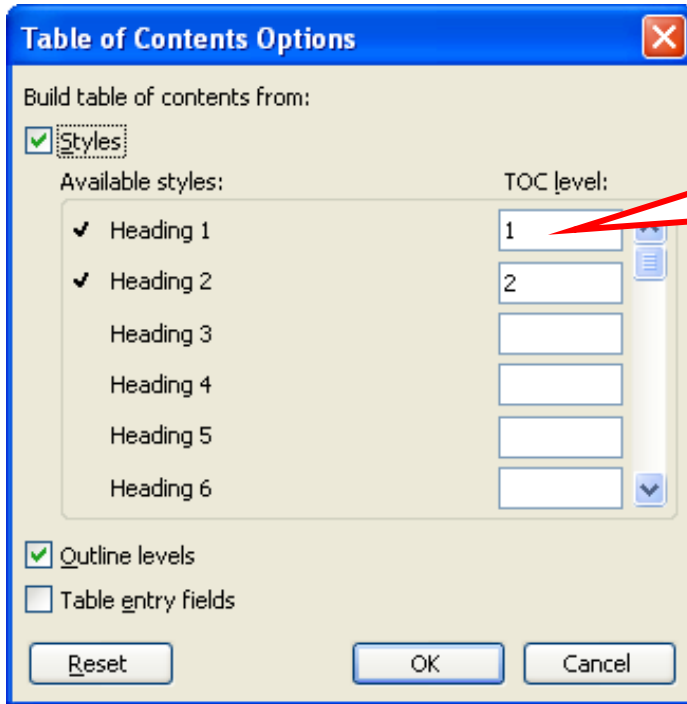 Table of Contents Options
Build table of contents from:
Styles
Available styles: TOC level:
Heading 1 1
Heading 2 2
Heading 3
Heading 4
Heading 5
Heading 6
Outline levels
Table entry fields
Reset OK Cancel